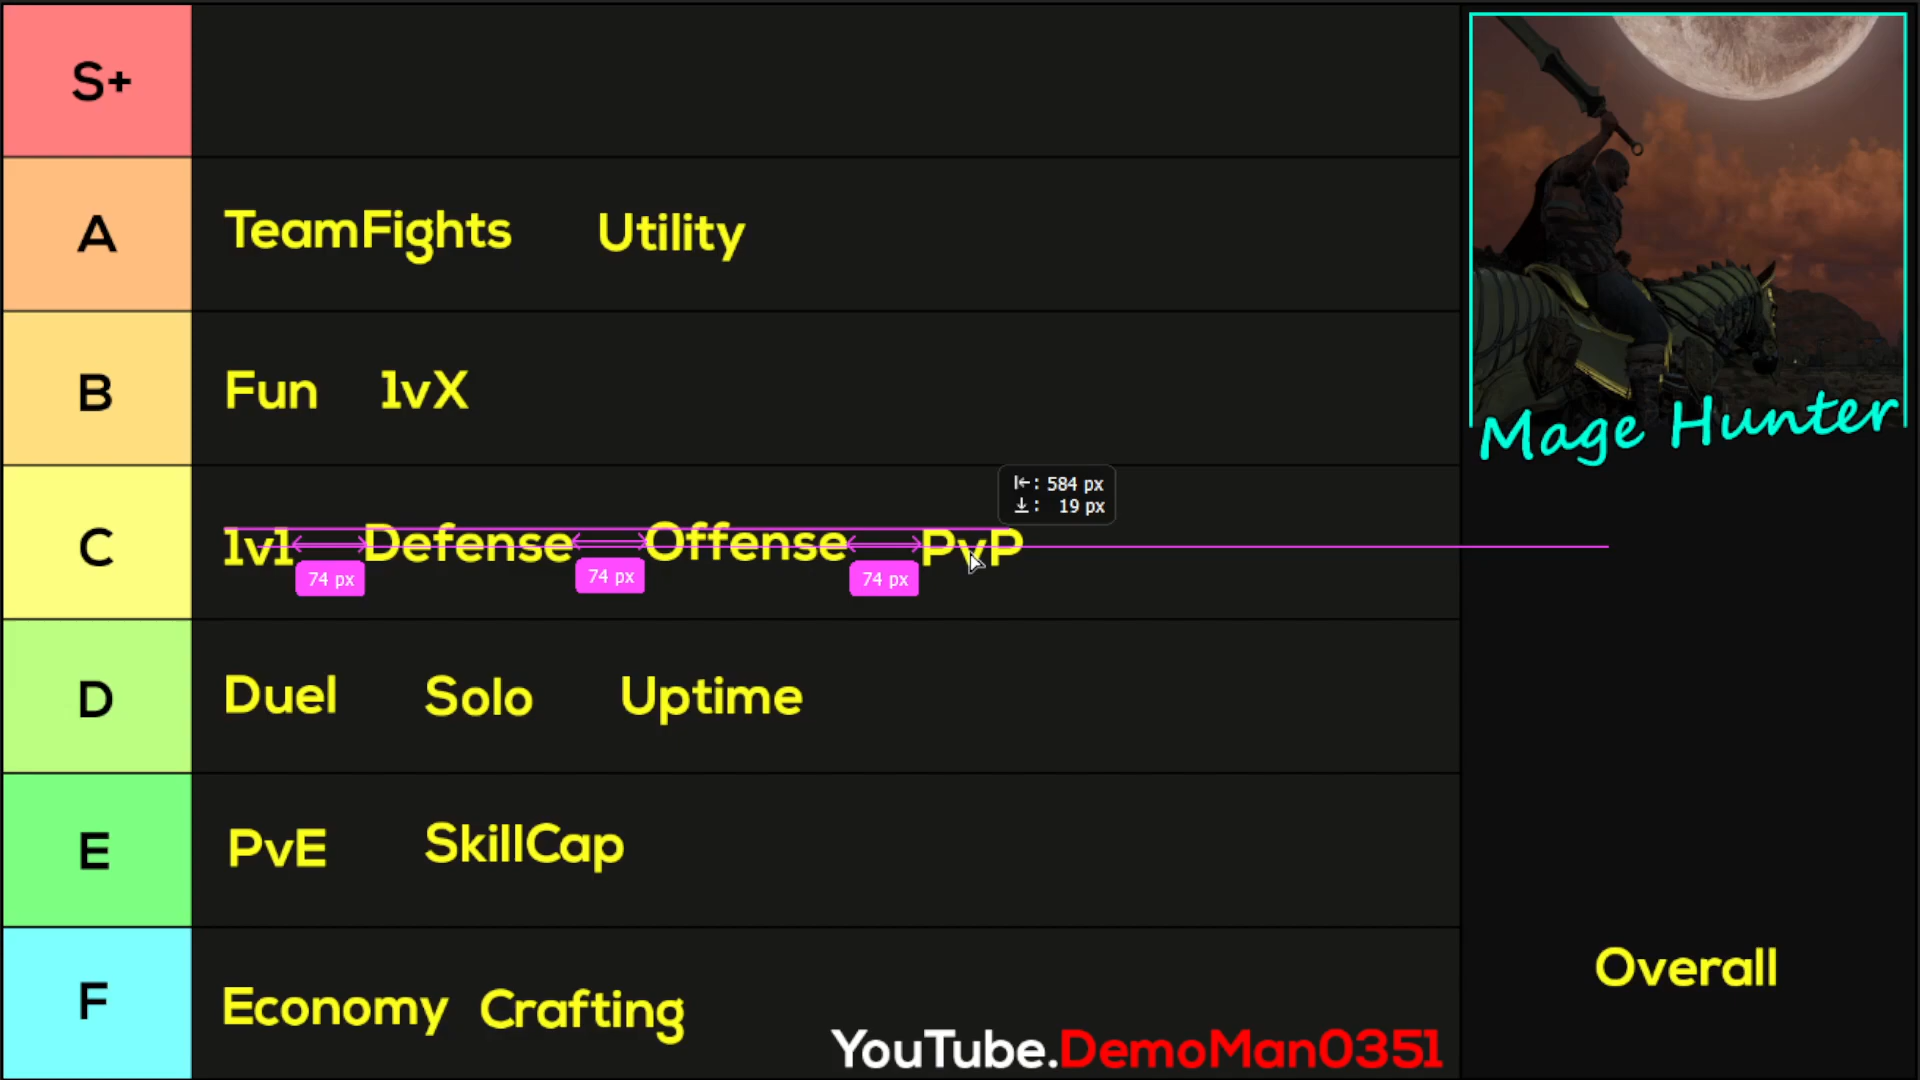 S+
A
TeamFights Utility
B
Fun 1vX
Mage Hunter
C
1v1 Defense Offense PvP
: 584 px
: 19 px
74 px 74 px 74 px
D
Duel Solo Uptime
E
PvE SkillCap
F
Economy Crafting
Overall
YouTube.DemoMan0351